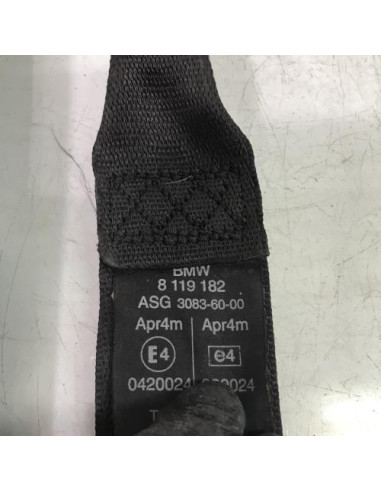 BMW
8 119 182
ASG 3083-60-00
Apr4m Apr4m
E4 e4
0420024